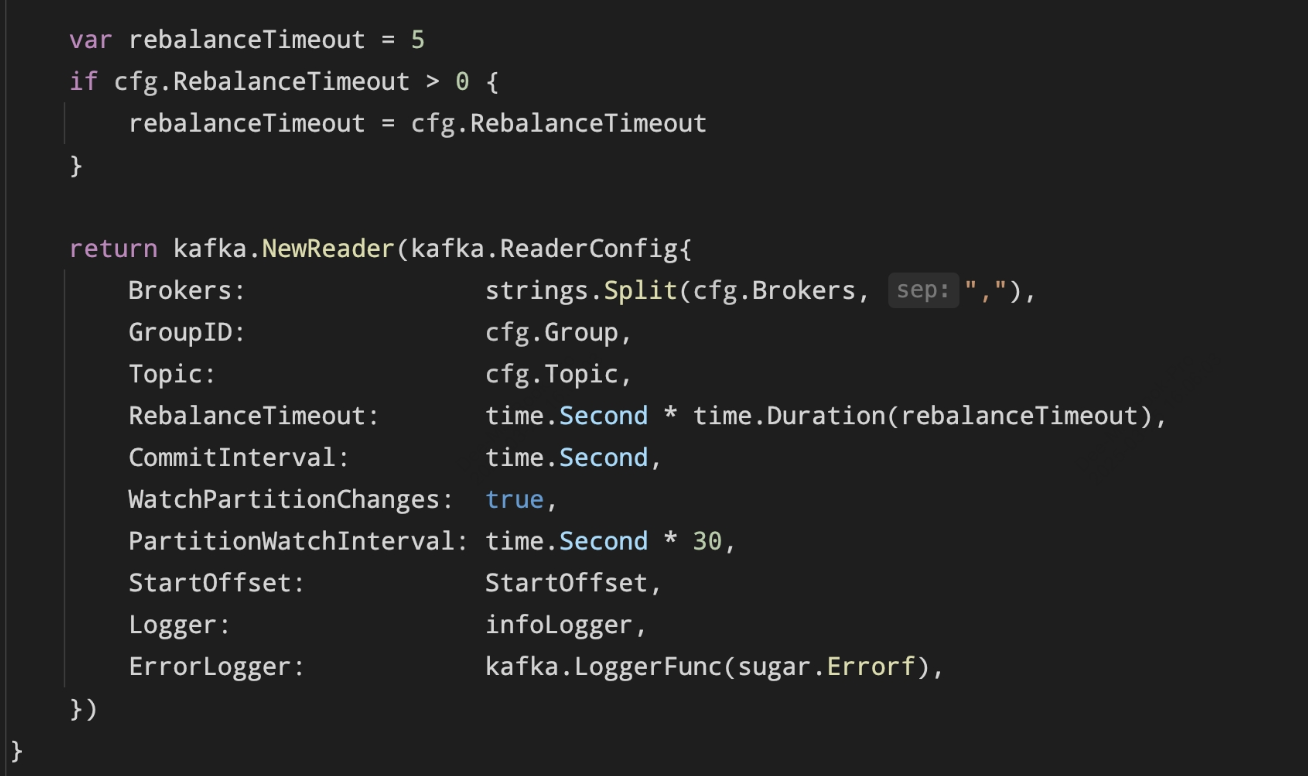 var rebalanceTimeout = 5
if cfg.RebalanceTimeout > 0 {
rebalanceTimeout = cfg.RebalanceTimeout
}
return kafka.NewReader(kafka.ReaderConfig{
Brokers: strings.Split(cfg.Brokers, sep: ","),
GroupID: cfg.Group,
Topic: cfg.Topic,
RebalanceTimeout: time.Second * time.Duration(rebalanceTimeout),
CommitInterval: time.Second,
WatchPartitionChanges: true,
PartitionWatchInterval: time.Second * 30,
StartOffset: StartOffset,
Logger: infoLogger,
ErrorLogger: kafka.LoggerFunc(sugar.Errorf),
})
}